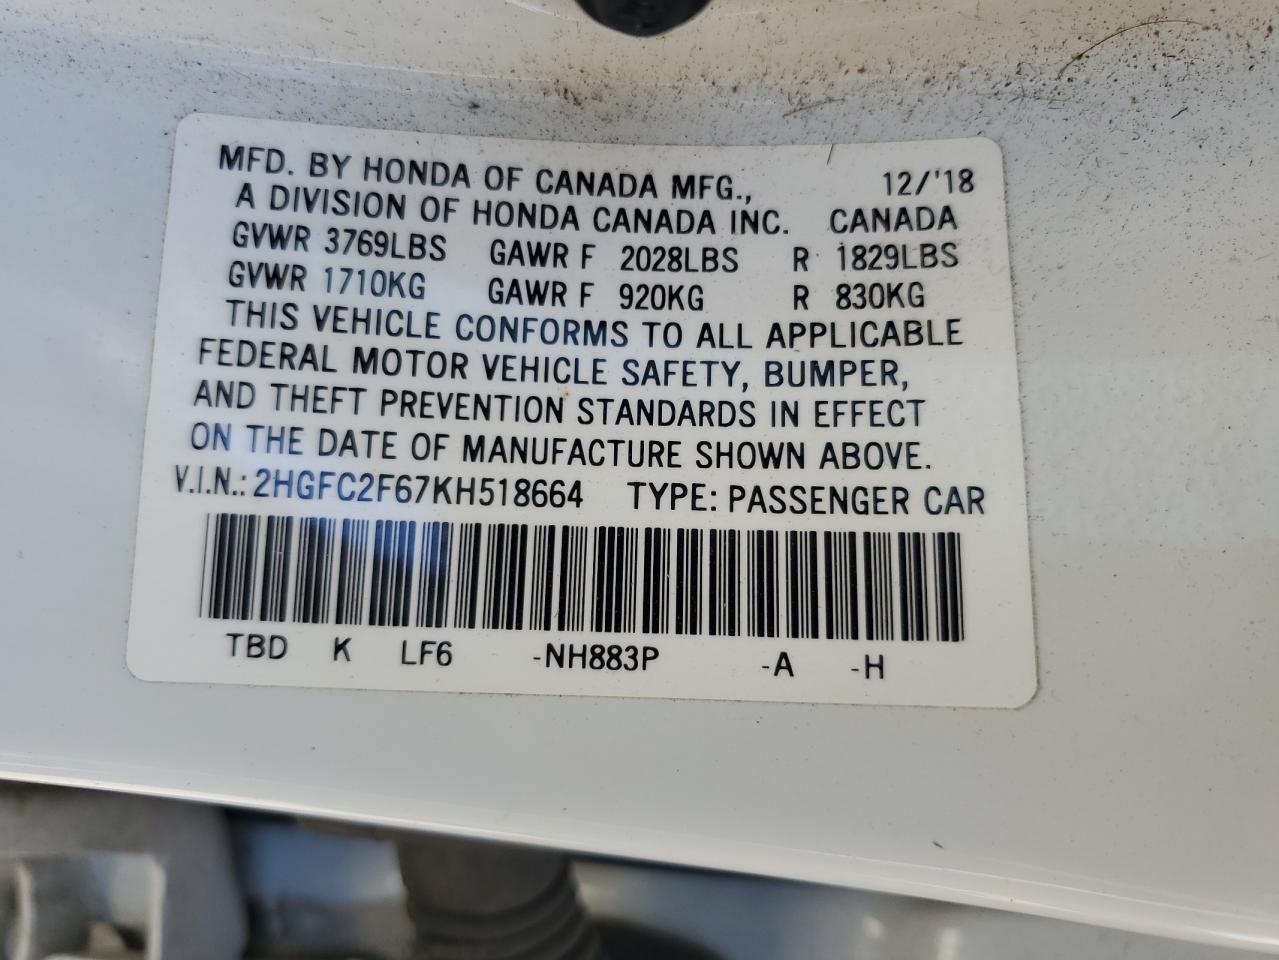 MFD. BY HONDA OF CANADA MFG., 12/'18
A DIVISION OF HONDA CANADA INC. CANADA
GVWR 3769LBS GAWR F 2028LBS R 1829LBS
GVWR 1710KG GAWR F 920KG R 830KG
THIS VEHICLE CONFORMS TO ALL APPLICABLE
FEDERAL MOTOR VEHICLE SAFETY, BUMPER,
AND THEFT PREVENTION STANDARDS IN EFFECT
ON THE DATE OF MANUFACTURE SHOWN ABOVE.
V.I.N.: 2HGFC2F67KH518664 TYPE: PASSENGER CAR
TBD K LF6 -NH883P -A -H